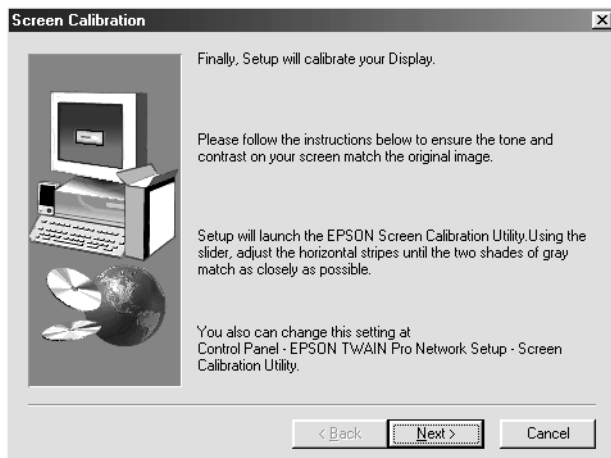 Screen Calibration
Finally, Setup will calibrate your Display.
Please follow the instructions below to ensure the tone and
contrast on your screen match the original image.
Setup will launch the EPSON Screen Calibration Utility.Using the
slider, adjust the horizontal stripes until the two shades of gray
match as closely as possible.
You also can change this setting at
Control Panel - EPSON TWAIN Pro Network Setup - Screen
Calibration Utility.
< Back
Next >
Cancel